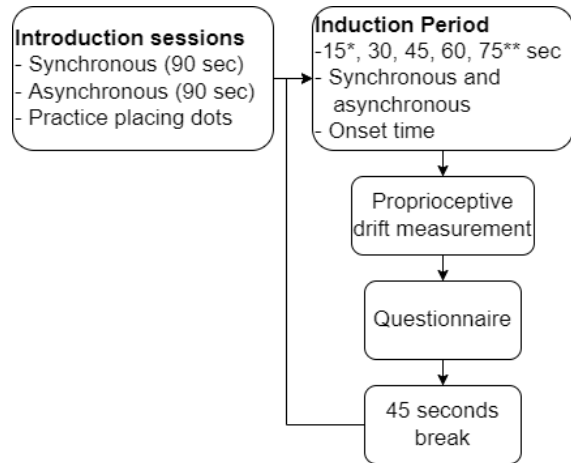 Introduction sessions
- Synchronous (90 sec)
- Asynchronous (90 sec)
- Practice placing dots
Induction Period
-15*, 30, 45, 60, 75** sec
- Synchronous and
asynchronous
- Onset time
Proprioceptive
drift measurement
Questionnaire
45 seconds
break